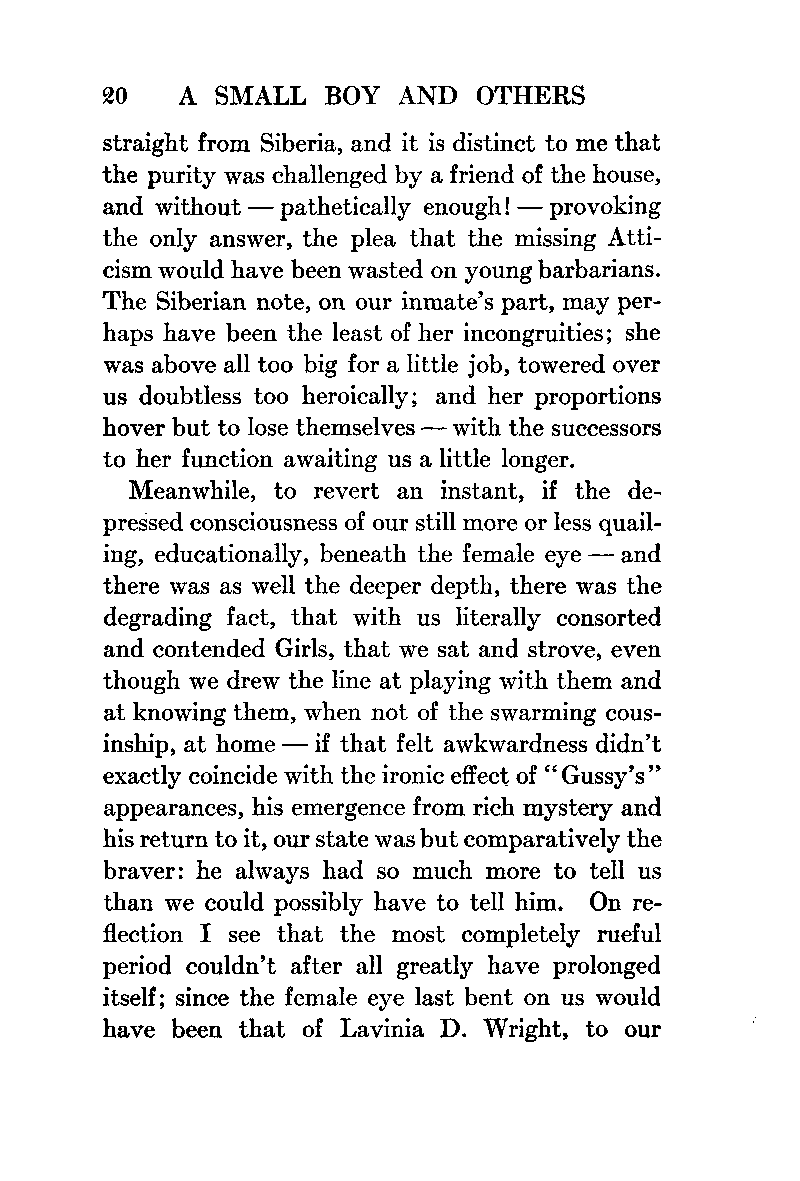 20 A SMALL BOY AND OTHERS
straight from Siberia, and it is distinct to me that
the purity was challenged by a friend of the house,
and without — pathetically enough! — provoking
the only answer, the plea that the missing Atti-
cism would have been wasted on young barbarians.
The Siberian note, on our inmate's part, may per-
haps have been the least of her incongruities; she
was above all too big for a little job, towered over
us doubtless too heroically; and her proportions
hover but to lose themselves — with the successors
to her function awaiting us a little longer.
Meanwhile, to revert an instant, if the de-
pressed consciousness of our still more or less quail-
ing, educationally, beneath the female eye — and
there was as well the deeper depth, there was the
degrading fact, that with us literally consorted
and contended Girls, that we sat and strove, even
though we drew the line at playing with them and
at knowing them, when not of the swarming cous-
inship, at home — if that felt awkwardness didn't
exactly coincide with the ironic effect of "Gussy's"
appearances, his emergence from rich mystery and
his return to it, our state was but comparatively the
braver: he always had so much more to tell us
than we could possibly have to tell him. On re-
flection I see that the most completely rueful
period couldn't after all greatly have prolonged
itself; since the female eye last bent on us would
have been that of Lavinia D. Wright, to our